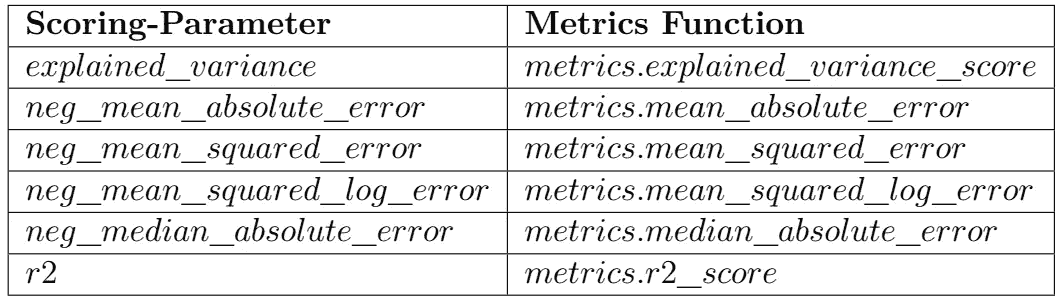 Scoring-Parameter Metrics Function
explained_variance metrics.explained_variance_score
neg_mean_absolute_error metrics.mean_absolute_error
neg_mean_squared_error metrics.mean_squared_error
neg_mean_squared_log_error metrics.mean_squared_log_error
neg_median_absolute_error metrics.median_absolute_error
r2 metrics.r2_score